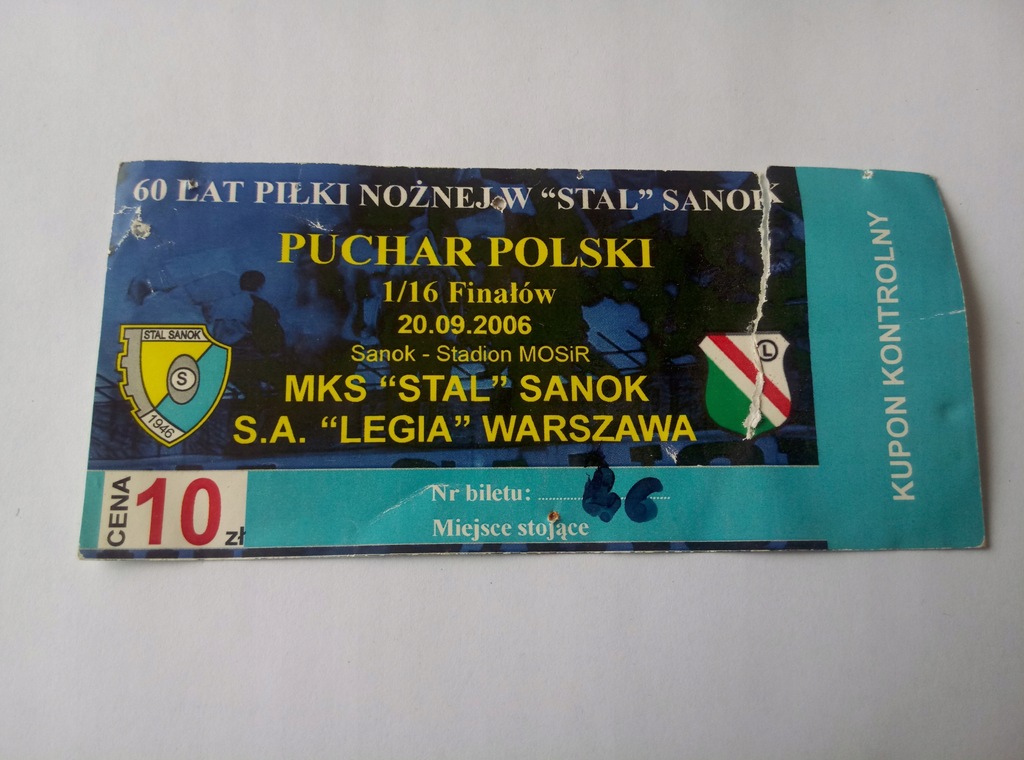 60 LAT PIŁKI NOŻNEJ W “STAL” SANOK
PUCHAR POLSKI
1/16 Finałów
20.09.2006
Sanok - Stadion MOSiR
MKS “STAL” SANOK
S.A. “LEGIA” WARSZAWA
STAL SANOK
S
1946
L
CENA
10 zł
Nr biletu: ....................
Miejsce stojące
KUPON KONTROLNY